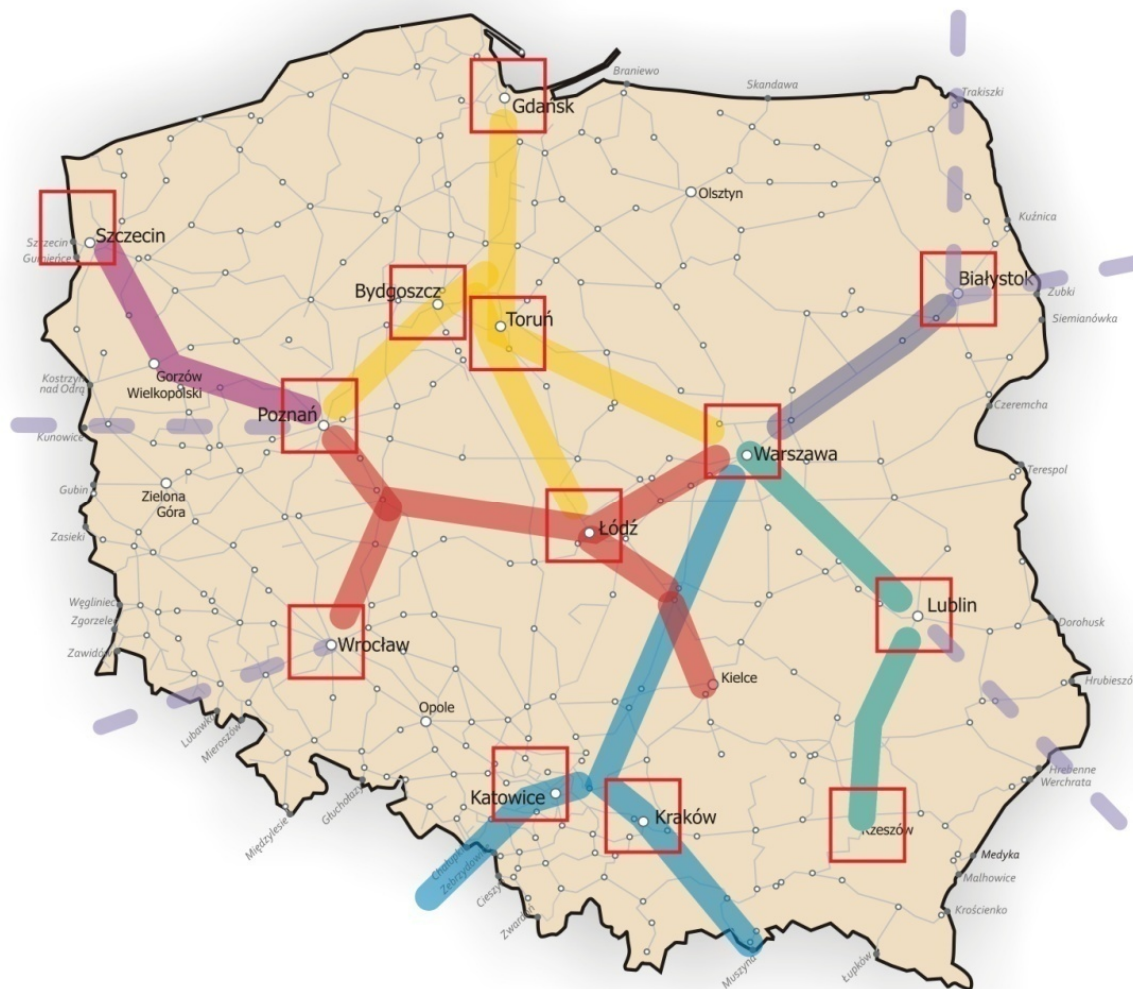 Gdańsk
Braniewo
Skandawa
Trakiszki
Olsztyn
Kuźnica
Szczecin
Szczecin
Gumieńce
Białystok
Zubki
Siemianówka
Bydgoszcz
Toruń
Gorzów
Wielkopolski
Kostrzyn
nad Odrą
Poznań
Kunowice
Czeremcha
Warszawa
Terespol
Gubin
Zielona
Góra
Zasieki
Łódź
Węgliniec
Zgorzelec
Zawidów
Lublin
Dorohusk
Wrocław
Kielce
Hrubieszów
Lubawka
Mieroszów
Opole
Hrebenne
Werchrata
Głuchołazy
Międzylesie
Katowice
Kraków
Rzeszów
Chałupki
Zebrzydowice
Cieszyn
Zwardoń
Medyka
Malhowice
Krościenko
Muszyna
Łupków